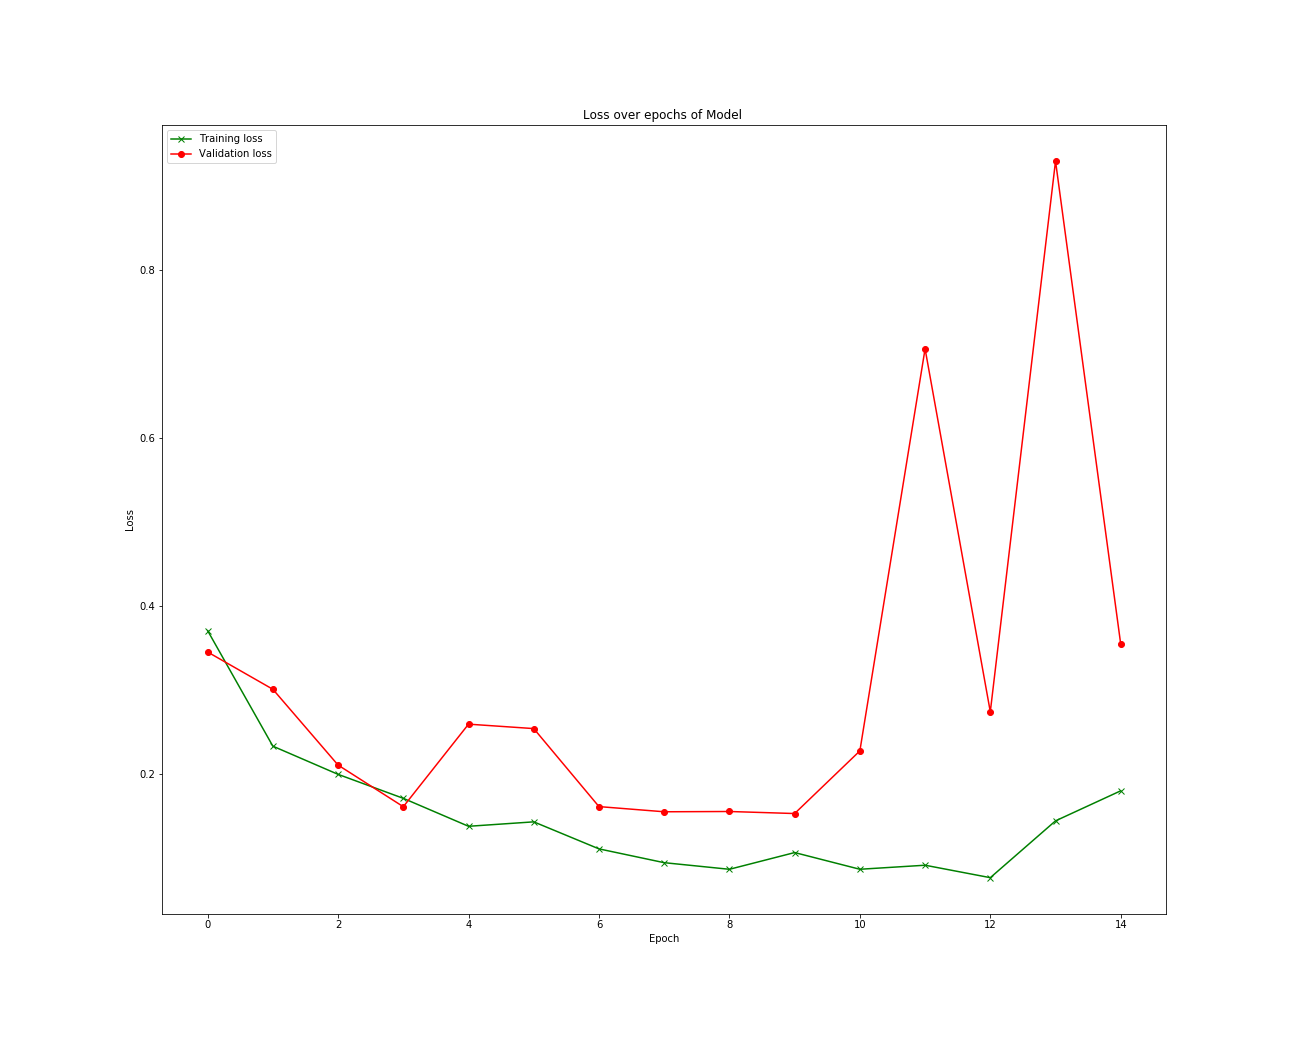 Loss over epochs of Model
Training loss
Validation loss
0.8
0.6
0.4
0.2
Loss
0 2 4 6 8 10 12 14
Epoch